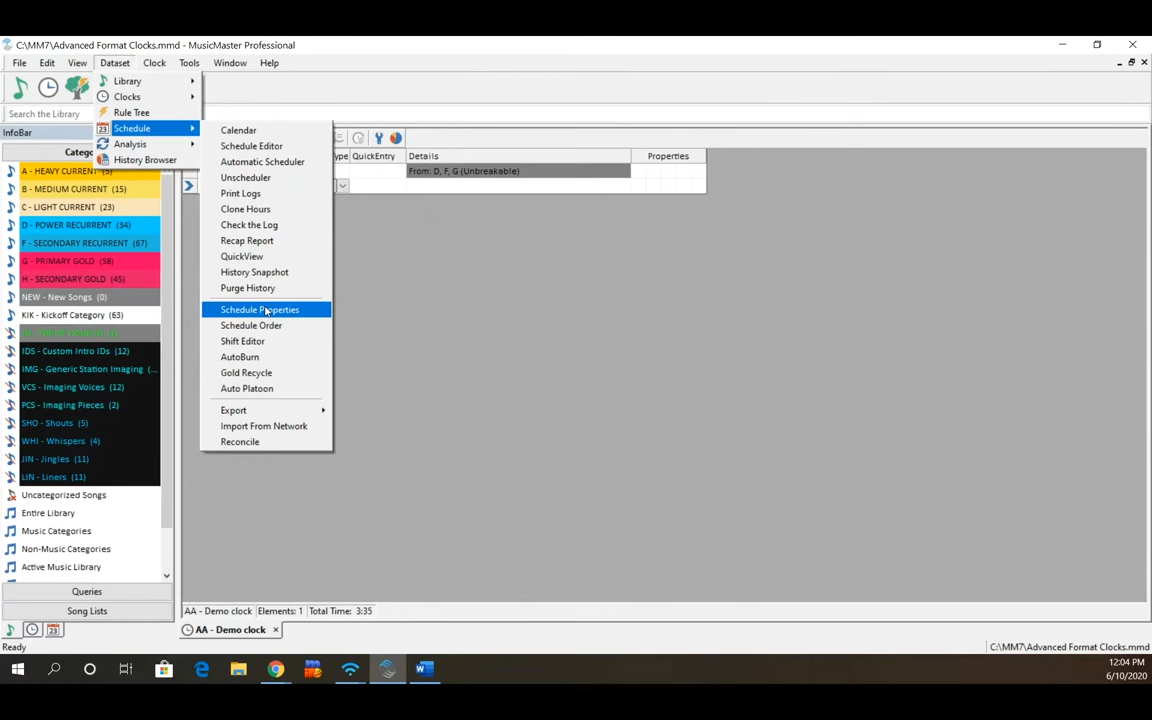 C:\MM7\Advanced Format Clocks.mmd - MusicMaster Professional
File Edit View Dataset Clock Tools Window Help
Search the Library
InfoBar
Categ
Library
Clocks
Rule Tree
Schedule
Analysis
History Browser
Calendar
Schedule Editor
Automatic Scheduler
Unscheduler
Print Logs
Clone Hours
Check the Log
Recap Report
QuickView
History Snapshot
Purge History
Schedule Properties
Schedule Order
Shift Editor
AutoBurn
Gold Recycle
Auto Platoon
Export
Import From Network
Reconcile
ype QuickEntry Details Properties
From: D, F, G (Unbreakable)
A - HEAVY CURRENT (5)
B - MEDIUM CURRENT (15)
C - LIGHT CURRENT (23)
D - POWER RECURRENT (34)
F - SECONDARY RECURRENT (67)
G - PRIMARY GOLD (58)
H - SECONDARY GOLD (45)
NEW - New Songs (0)
KIK - Kickoff Category (63)
IDS - Custom Intro IDs (12)
IMG - Generic Station Imaging (...
VCS - Imaging Voices (12)
PCS - Imaging Pieces (2)
SHO - Shouts (5)
WHI - Whispers (4)
JIN - Jingles (11)
LIN - Liners (11)
Uncategorized Songs
Entire Library
Music Categories
Non-Music Categories
Active Music Library
Queries
Song Lists
AA - Demo clock Elements: 1 Total Time: 3:35
AA - Demo clock
Ready
C:\MM7\Advanced Format Clocks.mmd
12:04 PM
6/10/2020